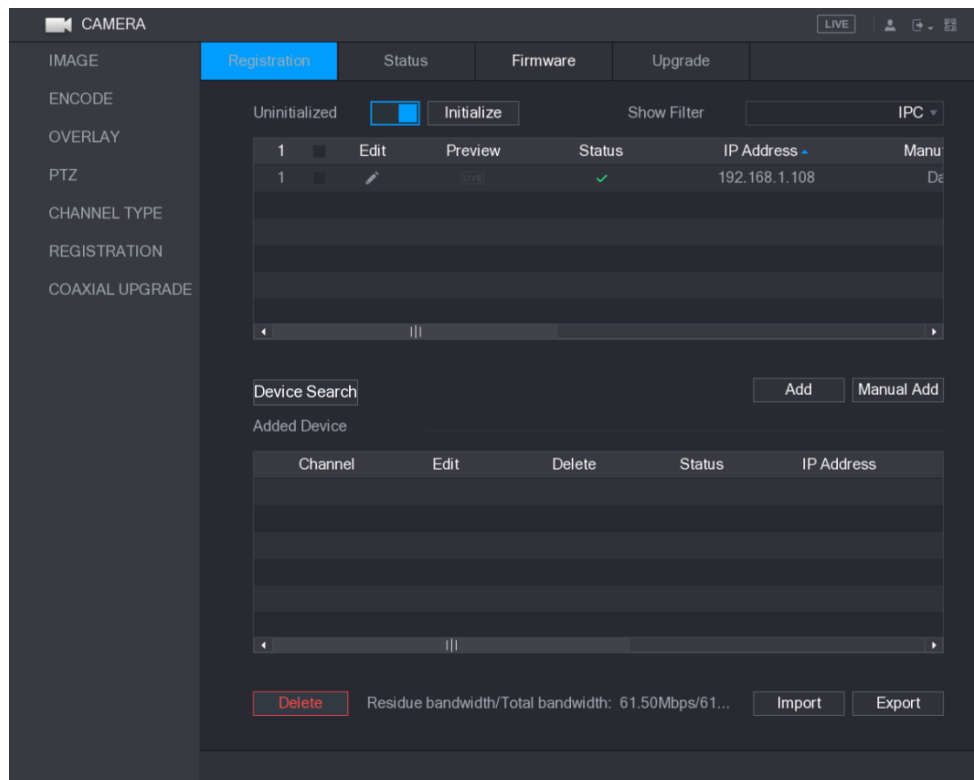 CAMERA LIVE
IMAGE
ENCODE
OVERLAY
PTZ
CHANNEL TYPE
REGISTRATION
COAXIAL UPGRADE
Registration Status Firmware Upgrade
Uninitialized Initialize Show Filter IPC
1 Edit Preview Status IP Address Manu
1 LIVE 192.168.1.108 Da
Device Search Add Manual Add
Added Device
Channel Edit Delete Status IP Address
Delete Residue bandwidth/Total bandwidth: 61.50Mbps/61... Import Export